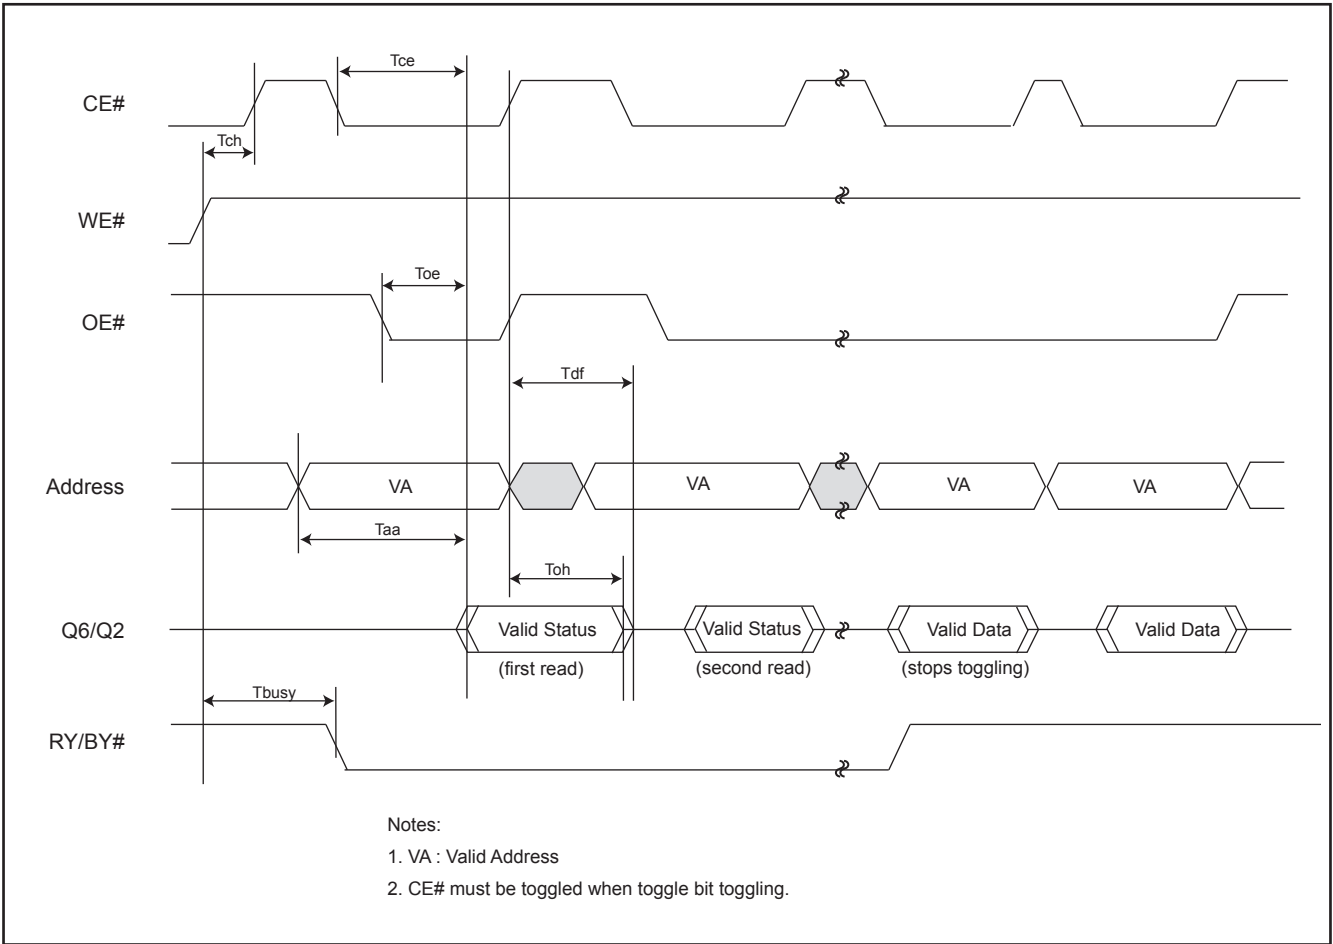 Tce
CE#
Tch
WE#
Toe
OE#
Tdf
Address
VA
VA
VA
VA
Taa
Toh
Q6/Q2
Valid Status
Valid Status
Valid Data
Valid Data
(first read)
(second read)
(stops toggling)
Tbusy
RY/BY#
Notes:
1. VA : Valid Address
2. CE# must be toggled when toggle bit toggling.